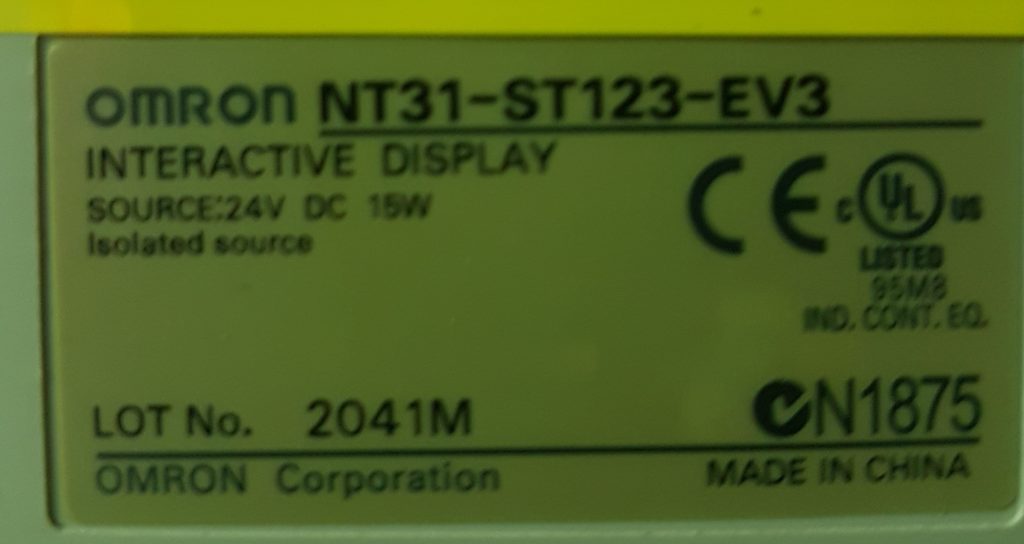 OMRON NT31-ST123-EV3
INTERACTIVE DISPLAY
SOURCE:24V DC 15W
Isolated source
CE
C UL US
LISTED
95M8
IND. CONT. EQ.
LOT No. 2041M
N1875
OMRON Corporation
MADE IN CHINA